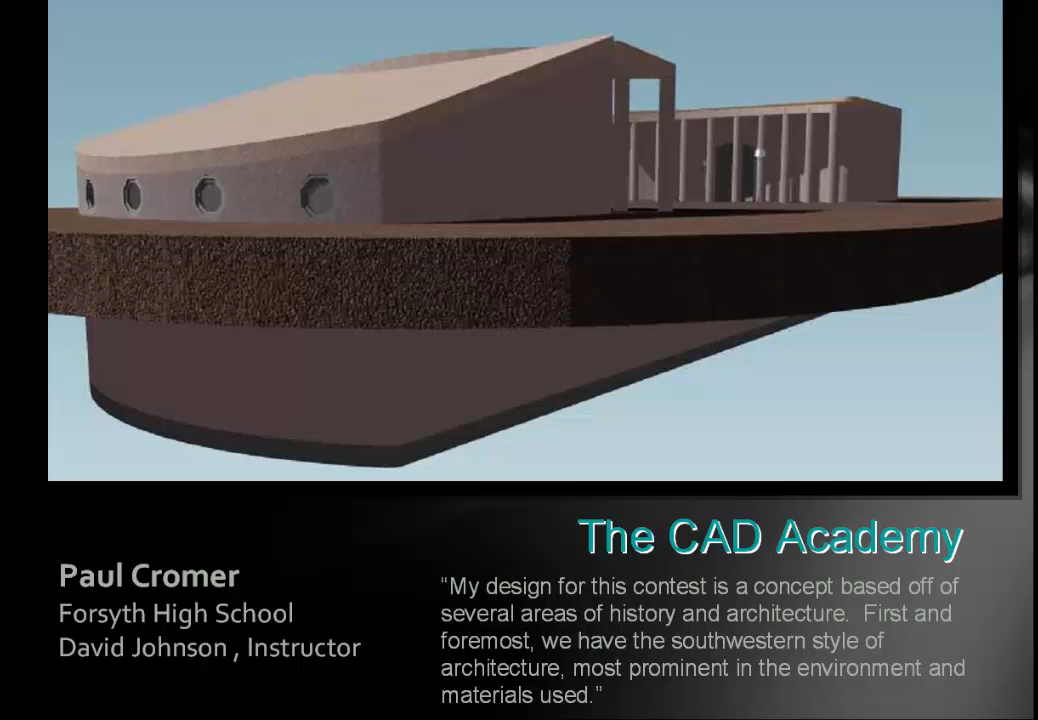 The CAD Academy
Paul Cromer
Forsyth High School
David Johnson , Instructor
“My design for this contest is a concept based off of
several areas of history and architecture.  First and
foremost, we have the southwestern style of
architecture, most prominent in the environment and
materials used.”